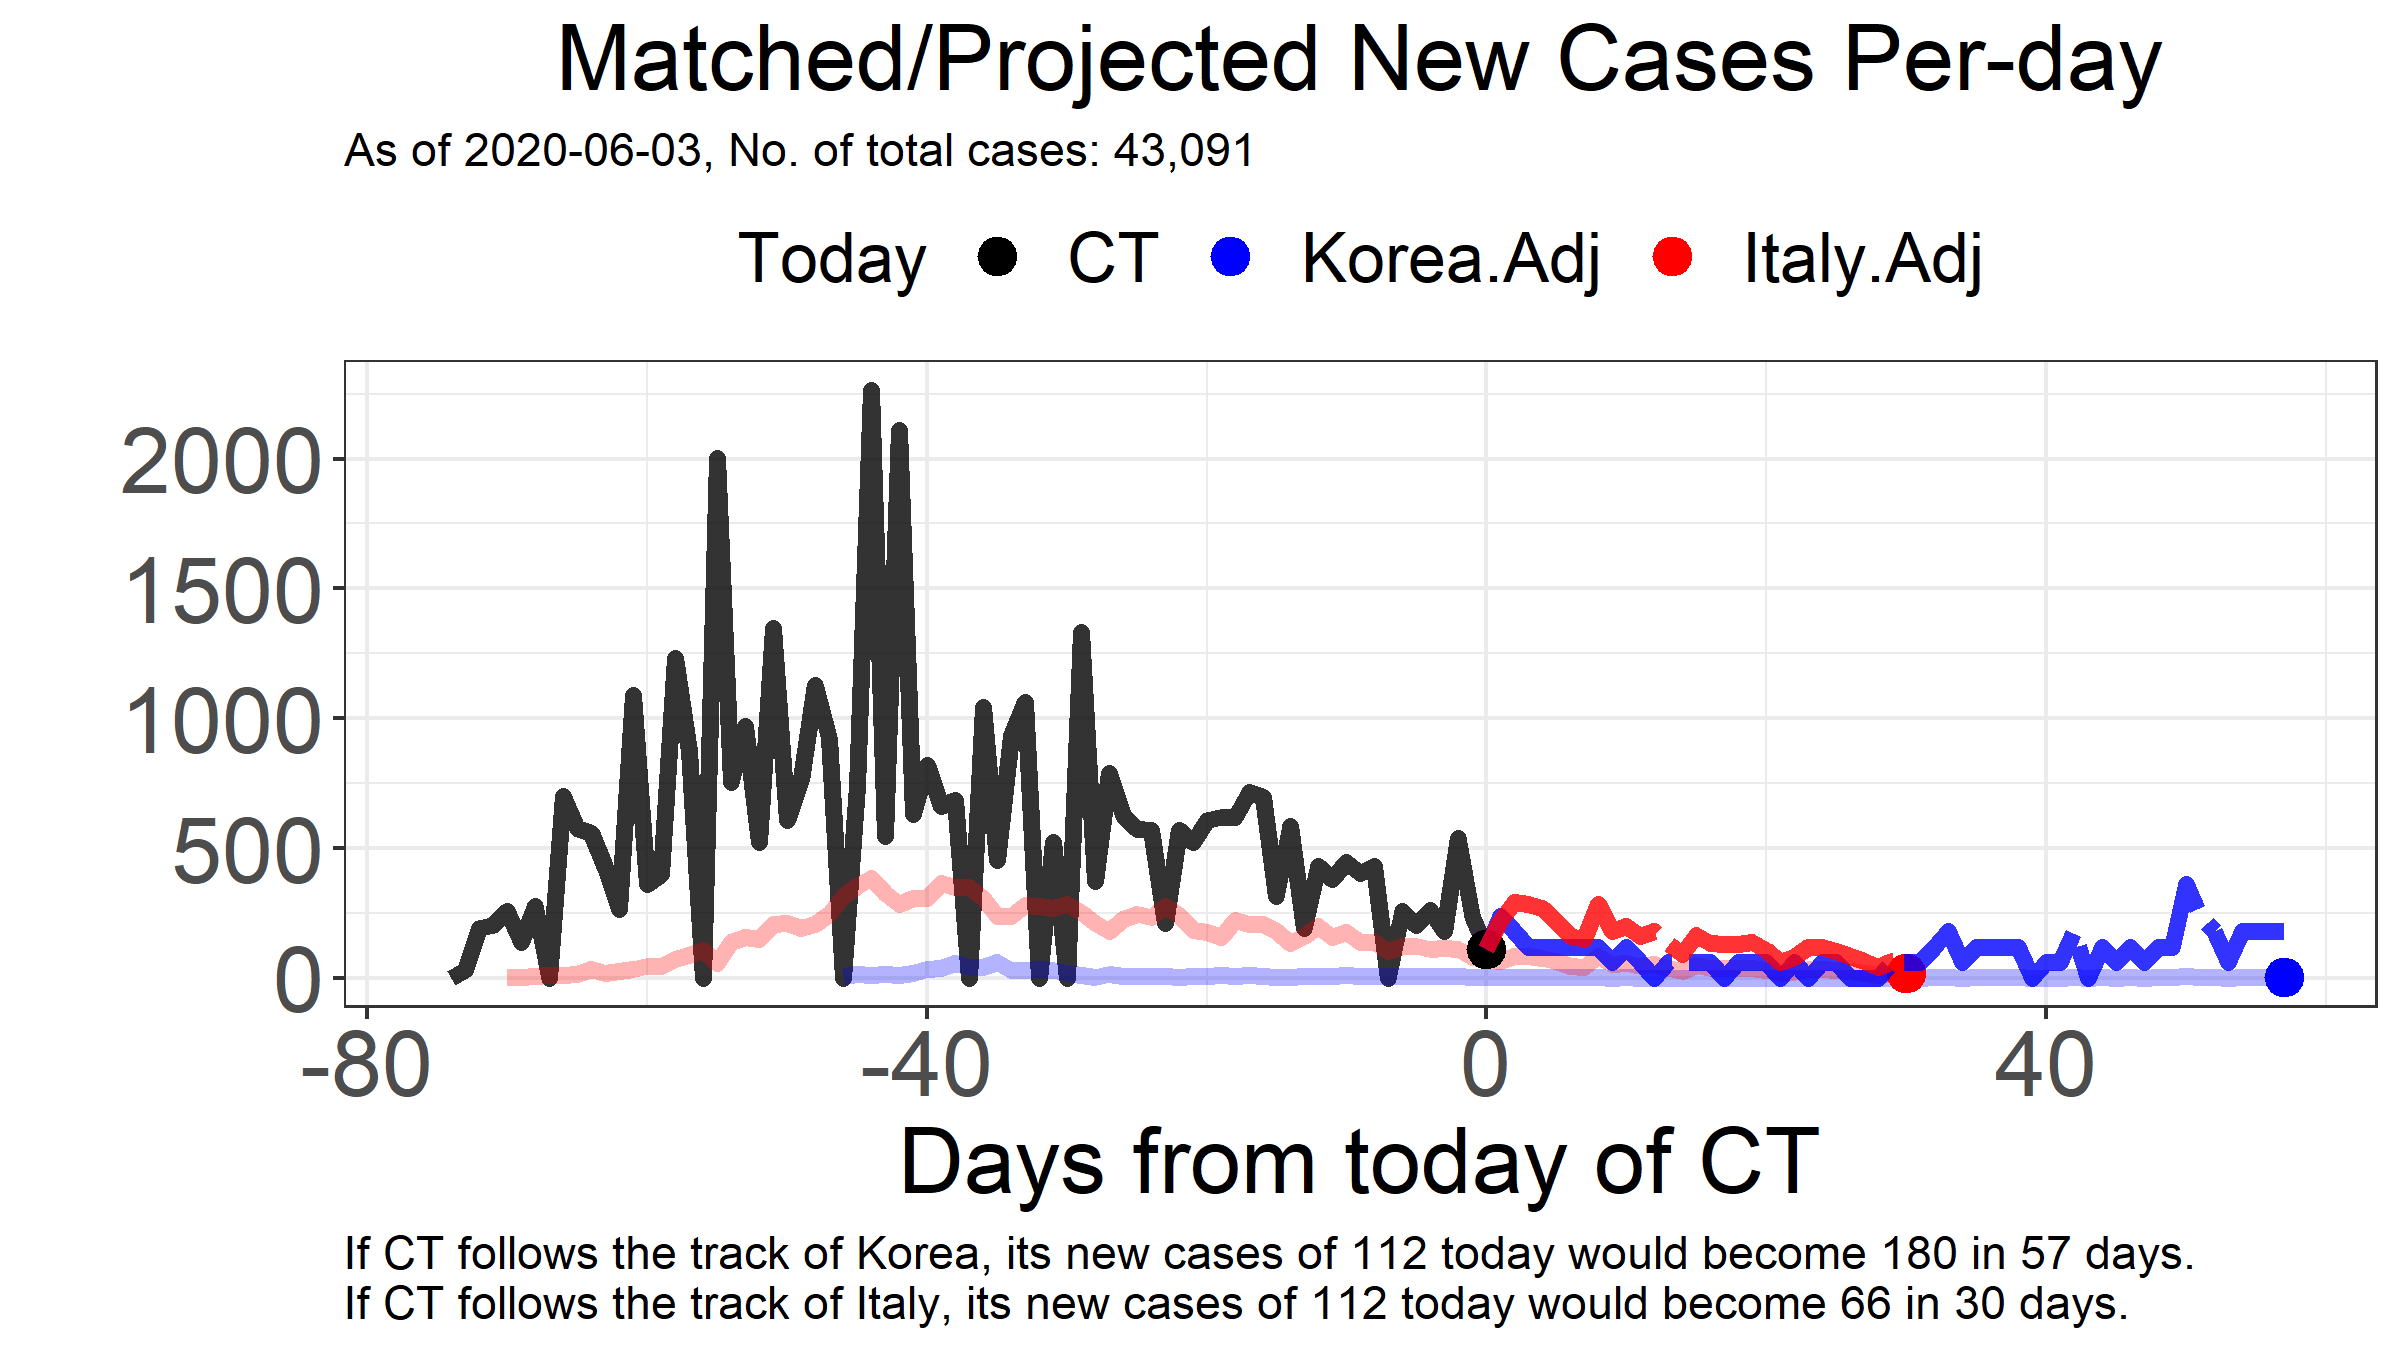 Matched/Projected New Cases Per-day
As of 2020-06-03, No. of total cases: 43,091
Today CT Korea.Adj Italy.Adj
2000
1500
1000
500
0
-80 -40 0 40
Days from today of CT
If CT follows the track of Korea, its new cases of 112 today would become 180 in 57 days.
If CT follows the track of Italy, its new cases of 112 today would become 66 in 30 days.